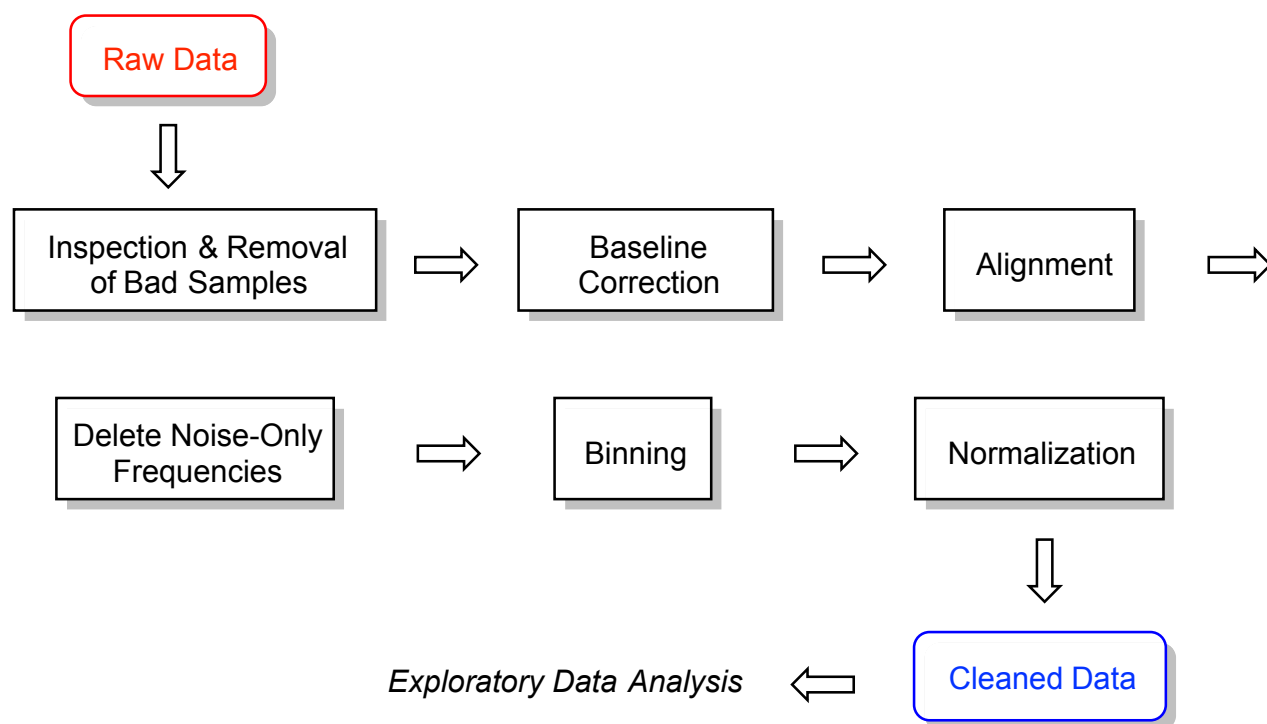 Raw Data
Inspection & Removal
of Bad Samples
Baseline
Correction
Alignment
Delete Noise-Only
Frequencies
Binning
Normalization
Exploratory Data Analysis
Cleaned Data